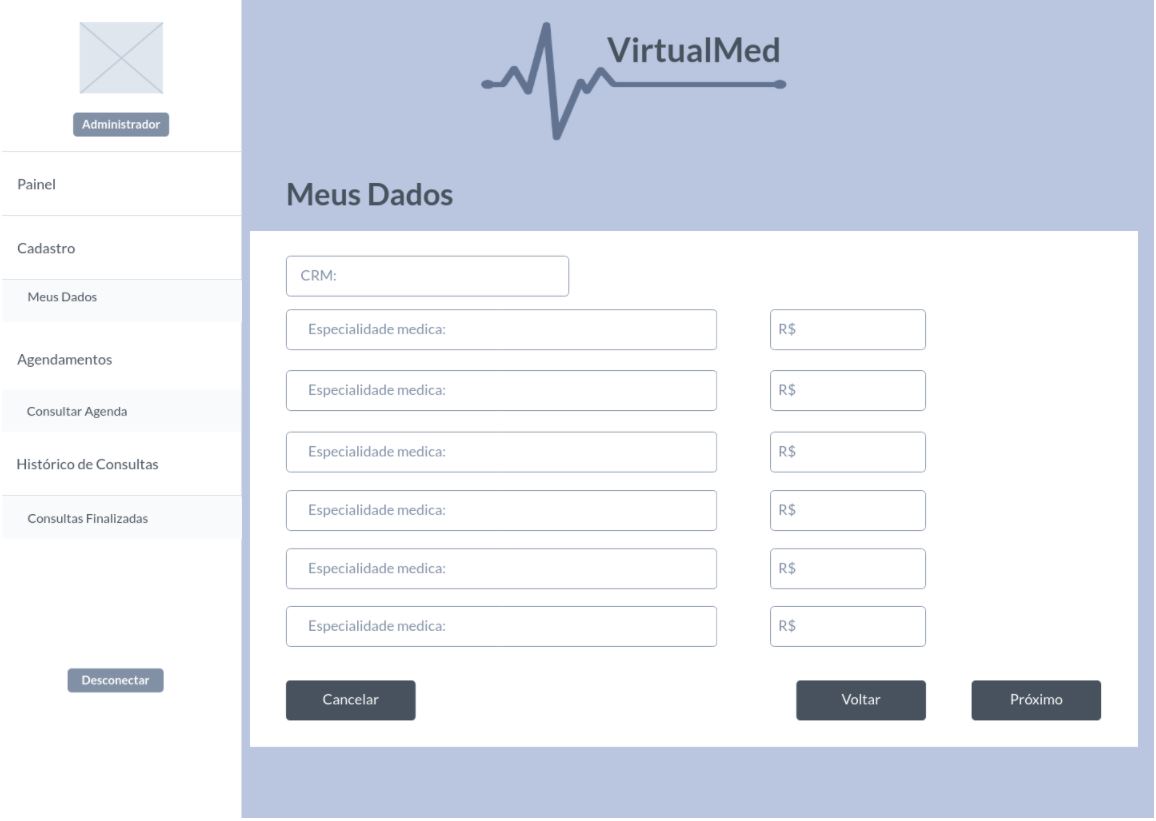 Administrador
Painel
Cadastro
Meus Dados
Agendamentos
Consultar Agenda
Histórico de Consultas
Consultas Finalizadas
Desconectar
VirtualMed
Meus Dados
CRM:
Especialidade medica: R$
Especialidade medica: R$
Especialidade medica: R$
Especialidade medica: R$
Especialidade medica: R$
Especialidade medica: R$
Cancelar Voltar Próximo